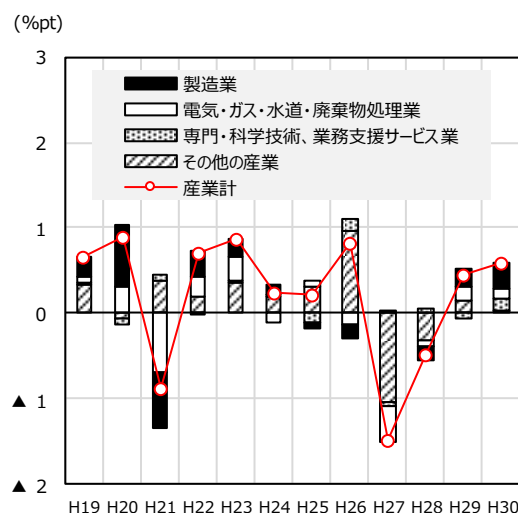 (%pt)
3
2
1
0
▲ 1
▲ 2
製造業
電気・ガス・水道・廃棄物処理業
専門・科学技術、業務支援サービス業
その他の産業
産業計
H19 H20 H21 H22 H23 H24 H25 H26 H27 H28 H29 H30